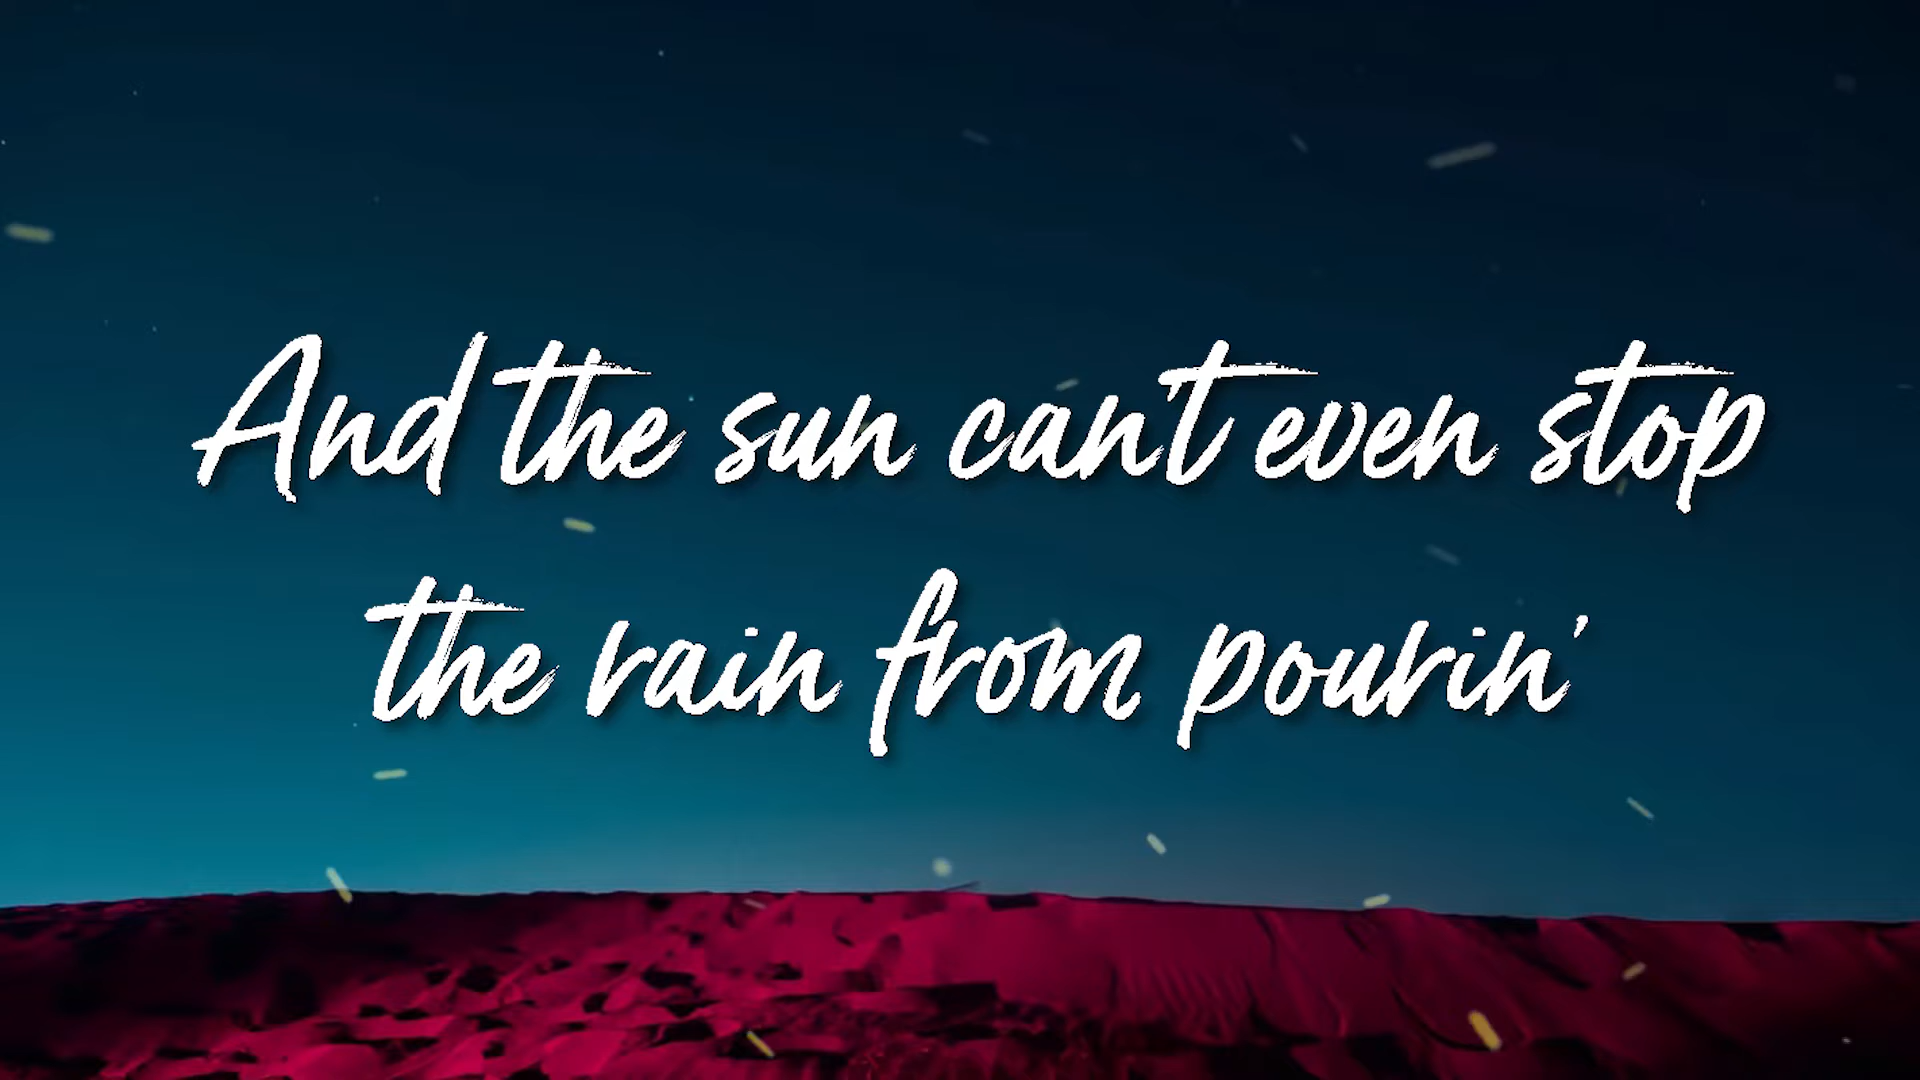 And the sun can't even stop
the rain from pourin'